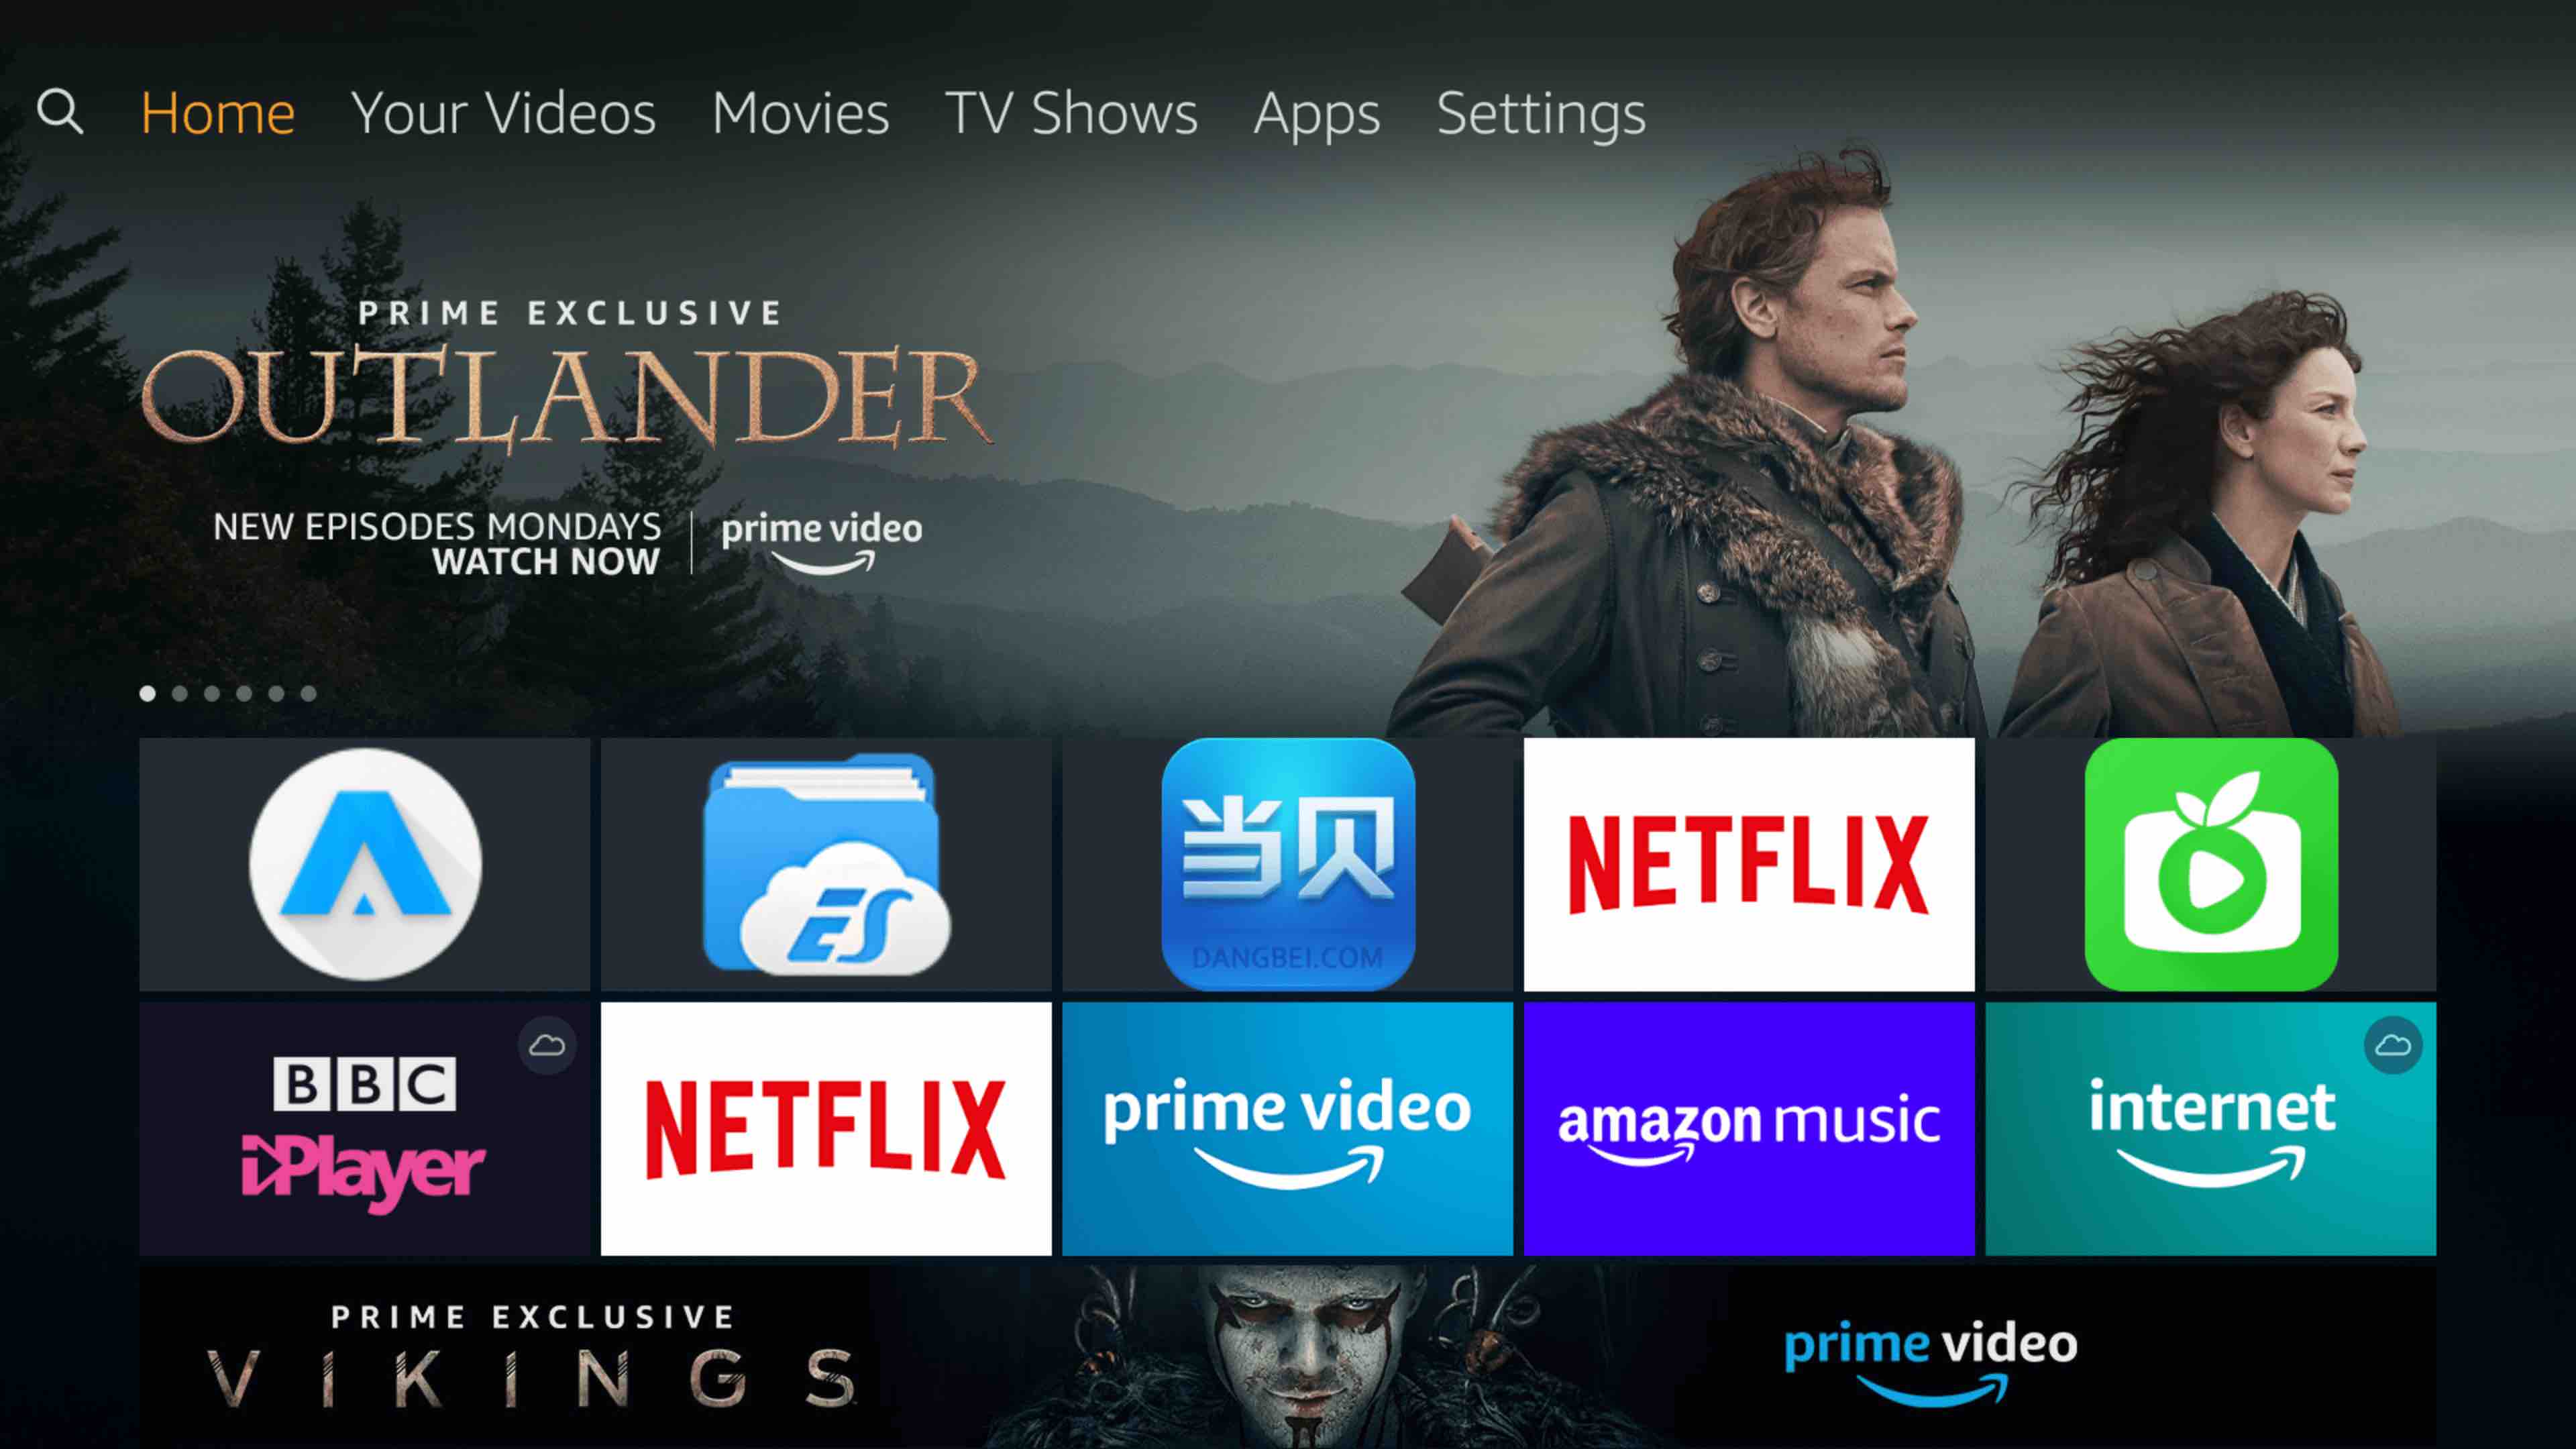 Home Your Videos Movies TV Shows Apps Settings
PRIME EXCLUSIVE
OUTLANDER
NEW EPISODES MONDAYS
WATCH NOW
prime video
ES
当贝
DANGBEI.COM
NETFLIX
BBC
iPlayer
NETFLIX
prime video
amazon music
internet
PRIME EXCLUSIVE
VIKINGS
prime video